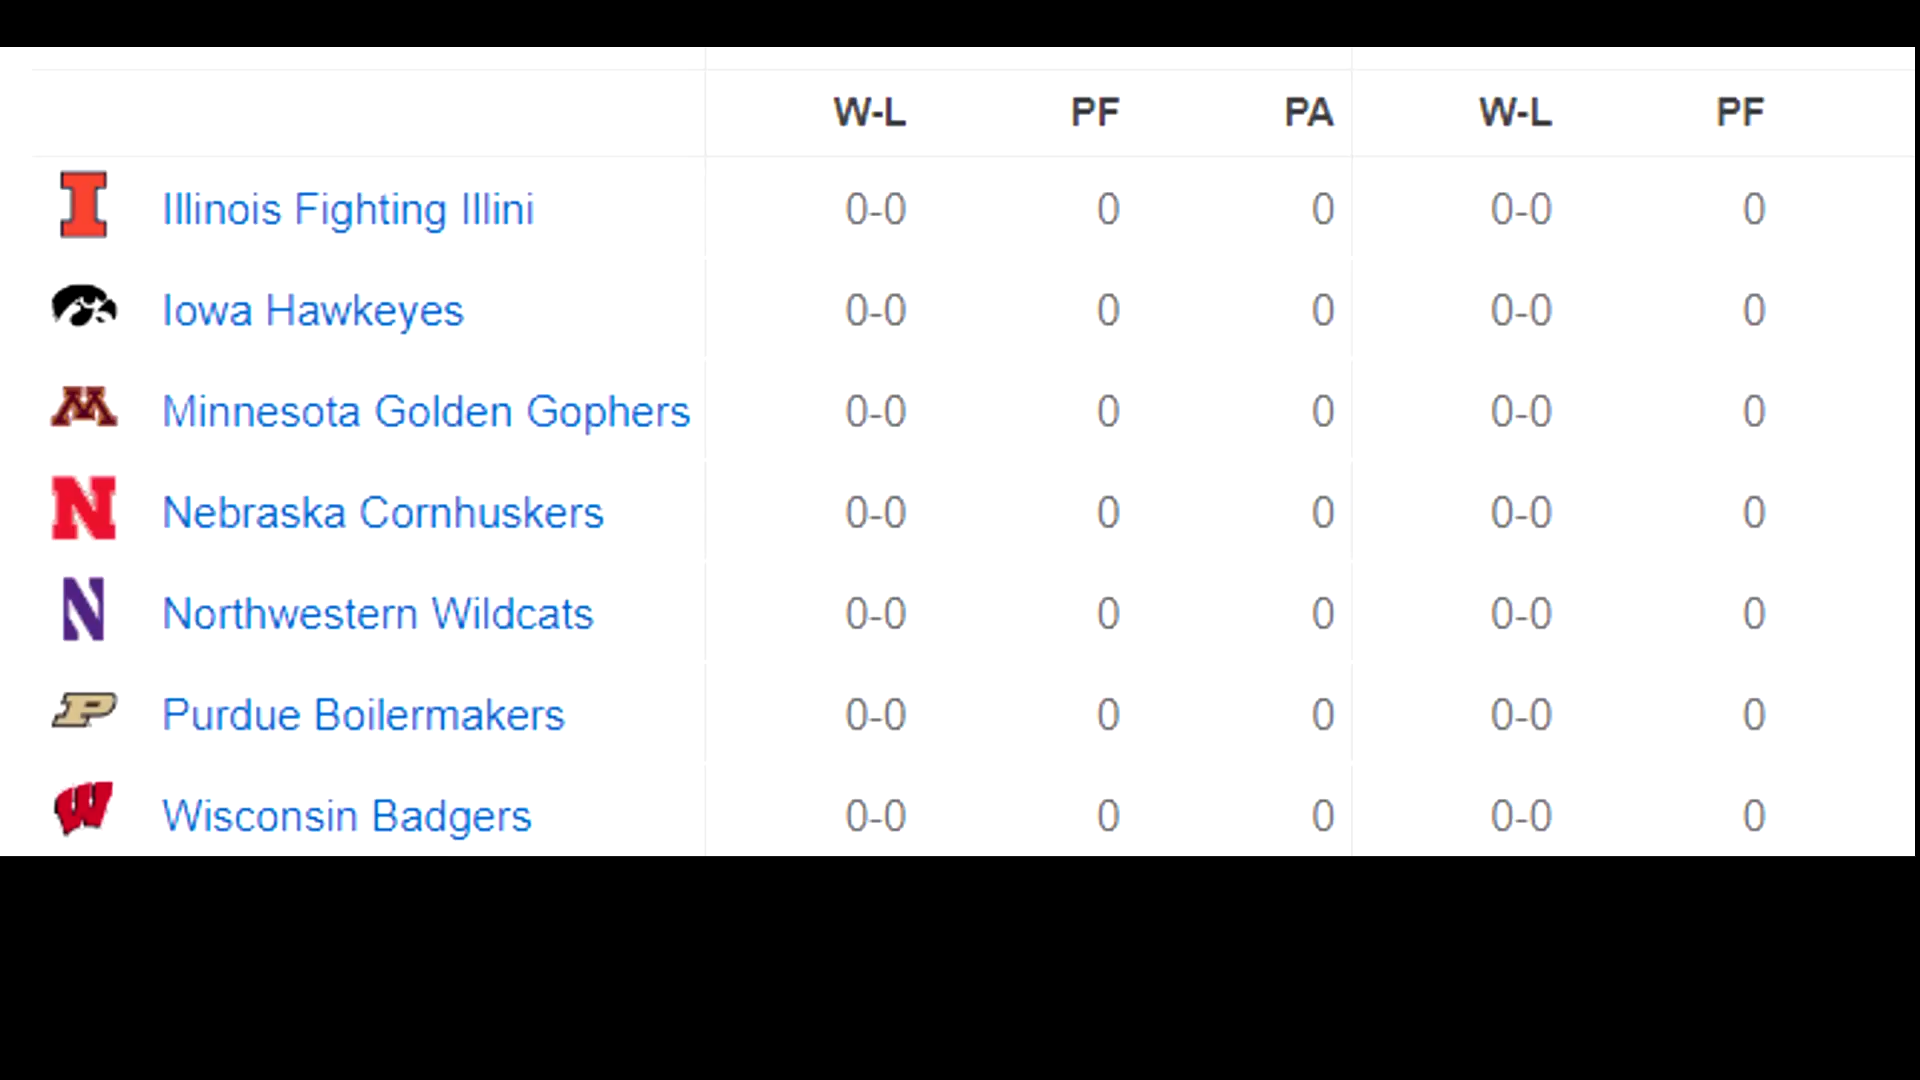 W-L PF PA W-L PF
Illinois Fighting Illini 0-0 0 0 0-0 0
Iowa Hawkeyes 0-0 0 0 0-0 0
Minnesota Golden Gophers 0-0 0 0 0-0 0
Nebraska Cornhuskers 0-0 0 0 0-0 0
Northwestern Wildcats 0-0 0 0 0-0 0
Purdue Boilermakers 0-0 0 0 0-0 0
Wisconsin Badgers 0-0 0 0 0-0 0